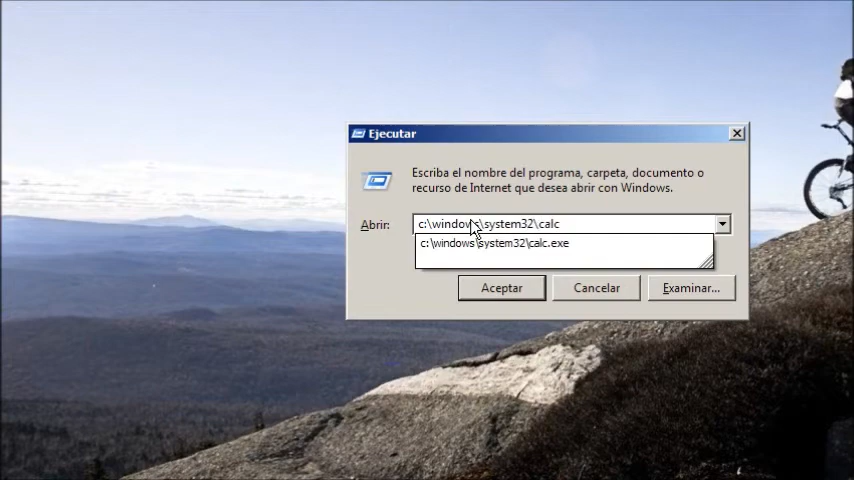 Ejecutar
Escriba el nombre del programa, carpeta, documento o
recurso de Internet que desea abrir con Windows.
Abrir: c:\windows\system32\calc
c:\windows\system32\calc.exe
Aceptar Cancelar Examinar...